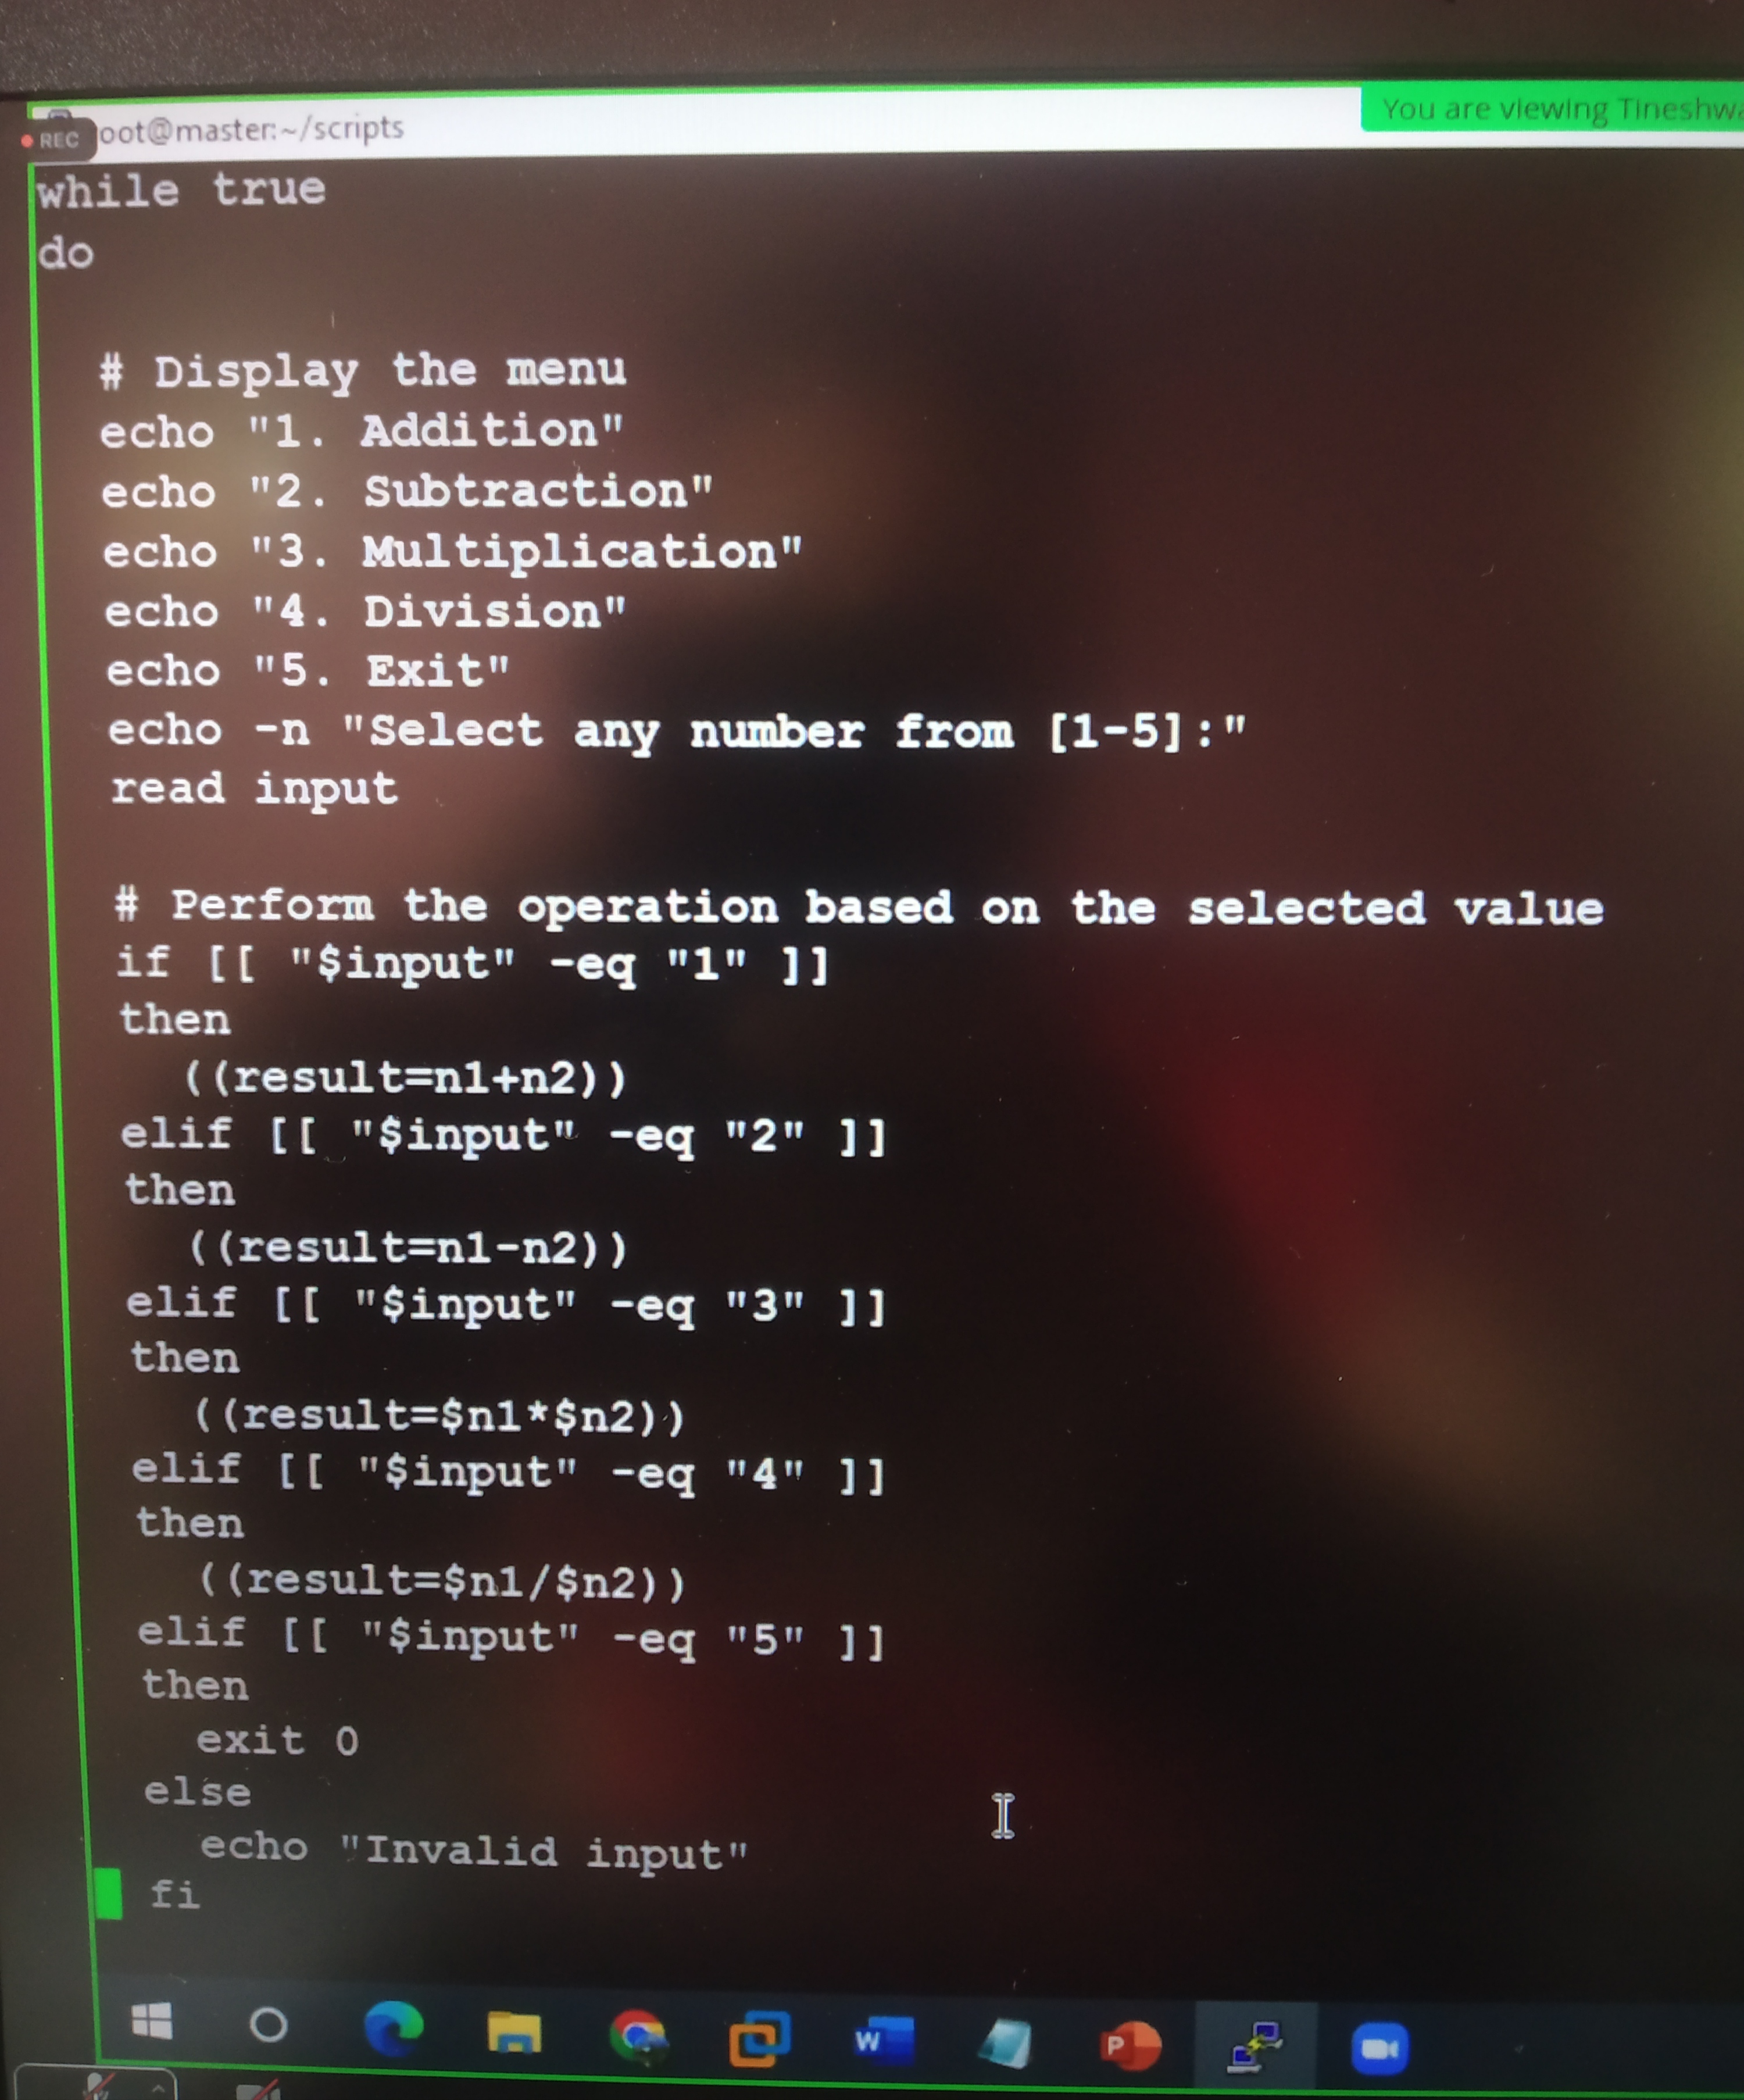 REC
oot@master:~/scripts
You are viewing Tineshwa
while true
do
# Display the menu
echo "1. Addition"
echo "2. Subtraction"
echo "3. Multiplication"
echo "4. Division"
echo "5. Exit"
echo -n "Select any number from [1-5]:"
read input
# Perform the operation based on the selected value
if [[ "$input" -eq "1" ]]
then
((result=n1+n2))
elif [[ "$input" -eq "2" ]]
then
((result=n1-n2))
elif [[ "$input" -eq "3" ]]
then
((result=$n1*$n2))
elif [[ "$input" -eq "4" ]]
then
((result=$n1/$n2))
elif [[ "$input" -eq "5" ]]
then
exit 0
else
echo "Invalid input"
fi
W
P